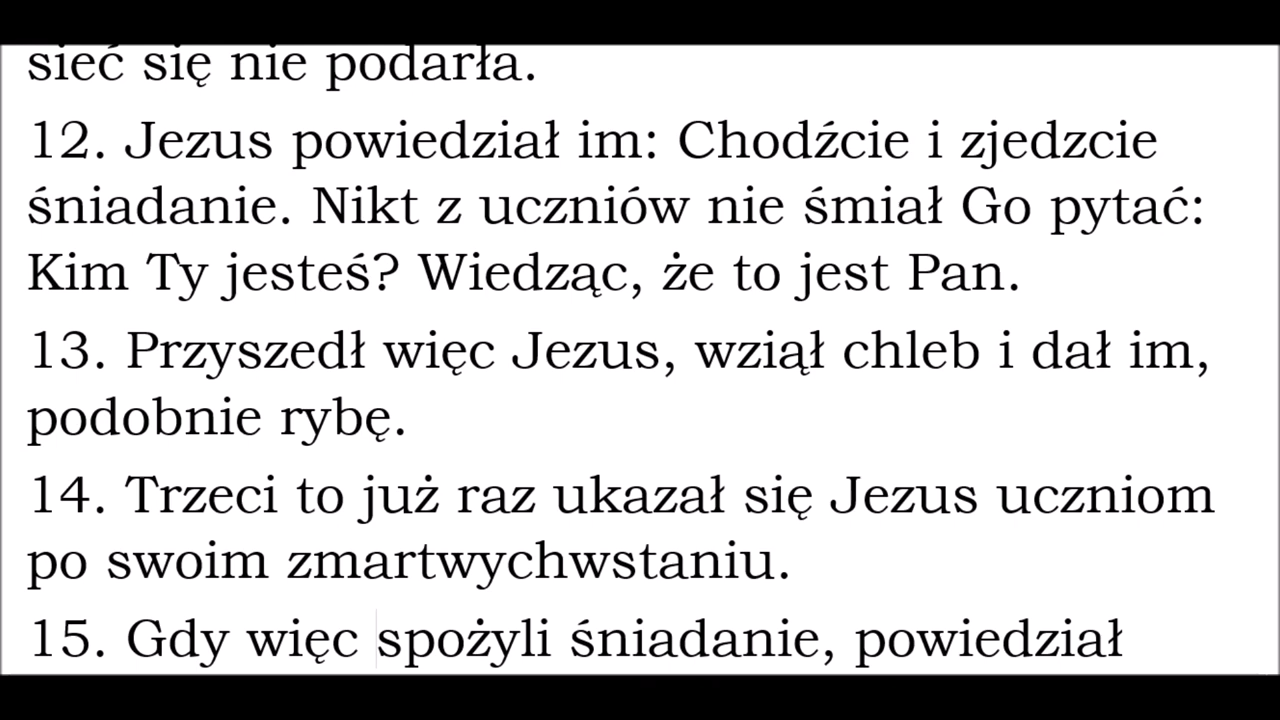 sieć się nie podarła.
12. Jezus powiedział im: Chodźcie i zjedzcie
śniadanie. Nikt z uczniów nie śmiał Go pytać:
Kim Ty jesteś? Wiedząc, że to jest Pan.
13. Przyszedł więc Jezus, wziął chleb i dał im,
podobnie rybę.
14. Trzeci to już raz ukazał się Jezus uczniom
po swoim zmartwychwstaniu.
15. Gdy więc spożyli śniadanie, powiedział